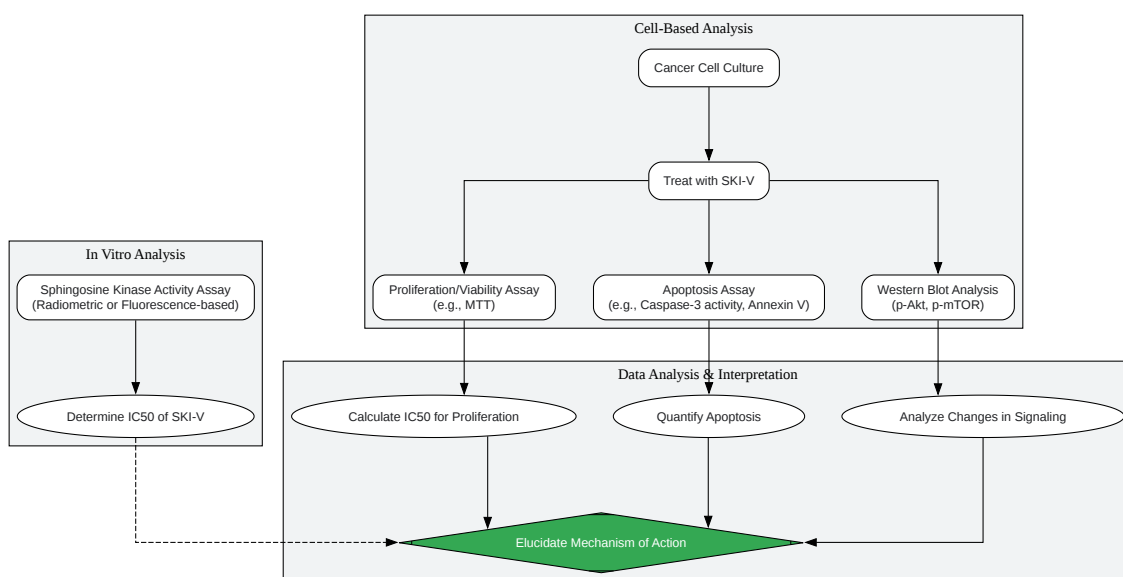 Cell-Based Analysis
Cancer Cell Culture
Treat with SKI-V
In Vitro Analysis
Sphingosine Kinase Activity Assay
(Radiometric or Fluorescence-based)
Proliferation/Viability Assay
(e.g., MTT)
Apoptosis Assay
(e.g., Caspase-3 activity, Annexin V)
Western Blot Analysis
(p-Akt, p-mTOR)
Data Analysis & Interpretation
Determine IC50 of SKI-V
Calculate IC50 for Proliferation
Quantify Apoptosis
Analyze Changes in Signaling
Elucidate Mechanism of Action